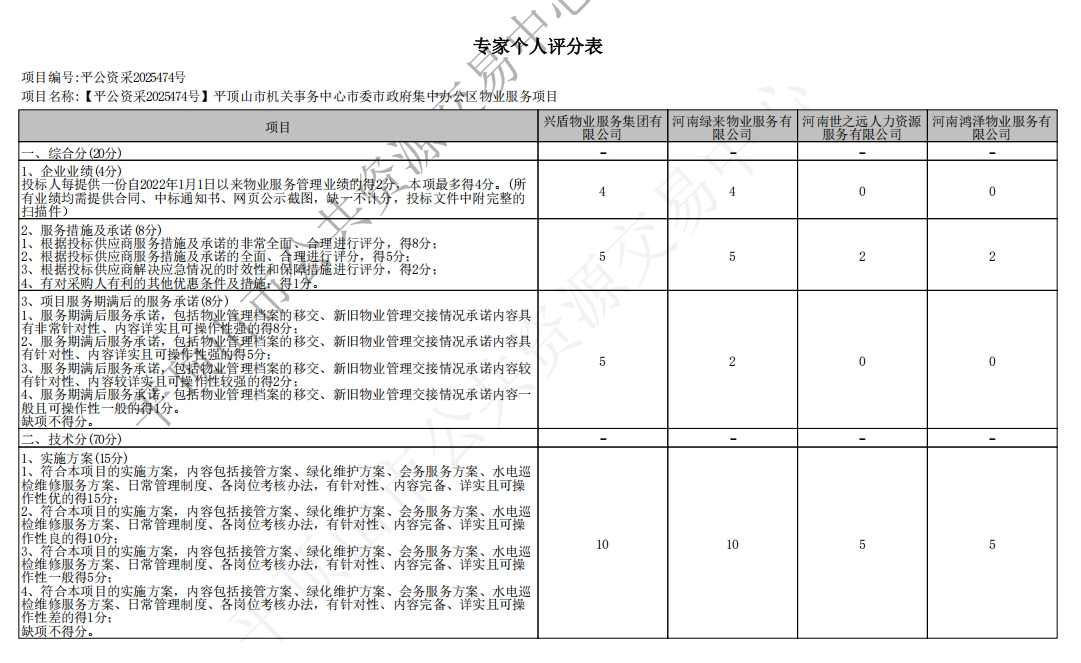 专家个人评分表
项目编号:平公资采2025474号
项目名称:【平公资采2025474号】平顶山市机关事务中心市委市政府集中办公区物业服务项目
项目
兴盾物业服务集团有
限公司
河南绿来物业服务有
限公司
河南世之远人力资源
服务有限公司
河南鸿泽物业服务有
限公司
一、综合分(20分)
-
-
-
-
1、企业业绩(4分)
投标人每提供一份自2022年1月1日以来物业服务管理业绩的得2分，本项最多得4分。(所
有业绩均需提供合同、中标通知书、网页公示截图，缺一不计分，投标文件中附完整的
扫描件)
4
4
0
0
2、服务措施及承诺(8分)
1、根据投标供应商服务措施及承诺的非常全面、合理进行评分，得8分；
2、根据投标供应商服务措施及承诺的全面、合理进行评分，得5分；
3、根据投标供应商解决应急情况的时效性和保障措施进行评分，得2分；
4、有对采购人有利的其他优惠条件及措施：得1分。
5
5
2
2
3、项目服务期满后的服务承诺(8分)
1、服务期满后服务承诺，包括物业管理档案的移交、新旧物业管理交接情况承诺内容具
有非常针对性、内容详实且可操作性强的得8分；
2、服务期满后服务承诺，包括物业管理档案的移交、新旧物业管理交接情况承诺内容具
有针对性、内容详实且可操作性强的得5分；
3、服务期满后服务承诺，包括物业管理档案的移交、新旧物业管理交接情况承诺内容较
有针对性、内容较详实且可操作性较强的得2分；
4、服务期满后服务承诺，包括物业管理档案的移交、新旧物业管理交接情况承诺内容一
般且可操作性一般的得1分。
缺项不得分。
5
2
0
0
二、技术分(70分)
-
-
-
-
1、实施方案(15分)
1、符合本项目的实施方案，内容包括接管方案、绿化维护方案、会务服务方案、水电巡
检维修服务方案、日常管理制度、各岗位考核办法，有针对性、内容完备、详实且可操
作性优的得15分；
2、符合本项目的实施方案，内容包括接管方案、绿化维护方案、会务服务方案、水电巡
检维修服务方案、日常管理制度、各岗位考核办法，有针对性、内容完备、详实且可操
作性良的得10分；
3、符合本项目的实施方案，内容包括接管方案、绿化维护方案、会务服务方案、水电巡
检维修服务方案、日常管理制度、各岗位考核办法，有针对性、内容完备、详实且可操
作性一般得5分；
4、符合本项目的实施方案，内容包括接管方案、绿化维护方案、会务服务方案、水电巡
检维修服务方案、日常管理制度、各岗位考核办法，有针对性、内容完备、详实且可操
作性差的得1分；
缺项不得分。
10
10
5
5
平顶山市公共资源交易中心
平顶山市公共资源交易中心